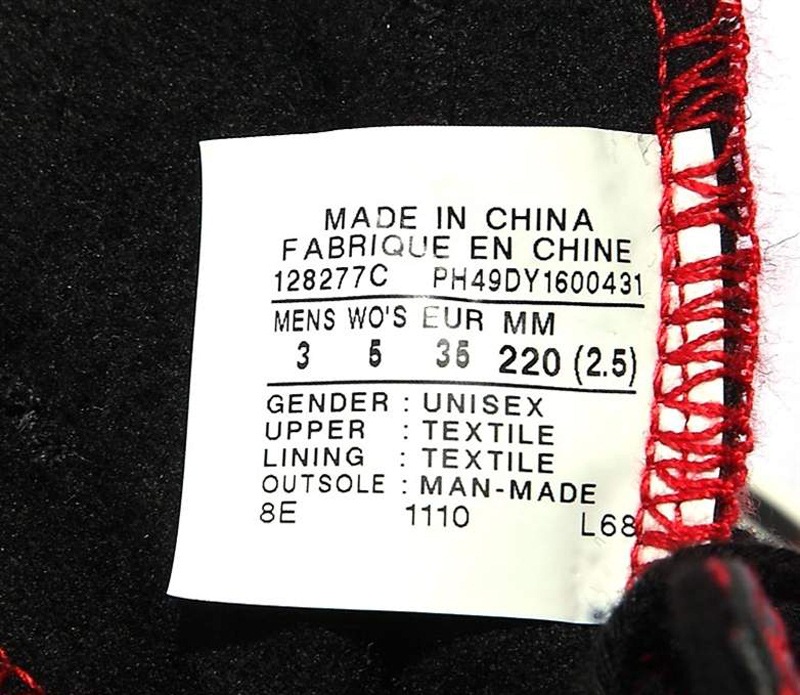 MADE IN CHINA
FABRIQUE EN CHINE
128277C PH49DY1600431
MENS WO'S EUR MM
3 5 35 220 (2.5)
GENDER : UNISEX
UPPER : TEXTILE
LINING : TEXTILE
OUTSOLE : MAN-MADE
8E 1110 L68